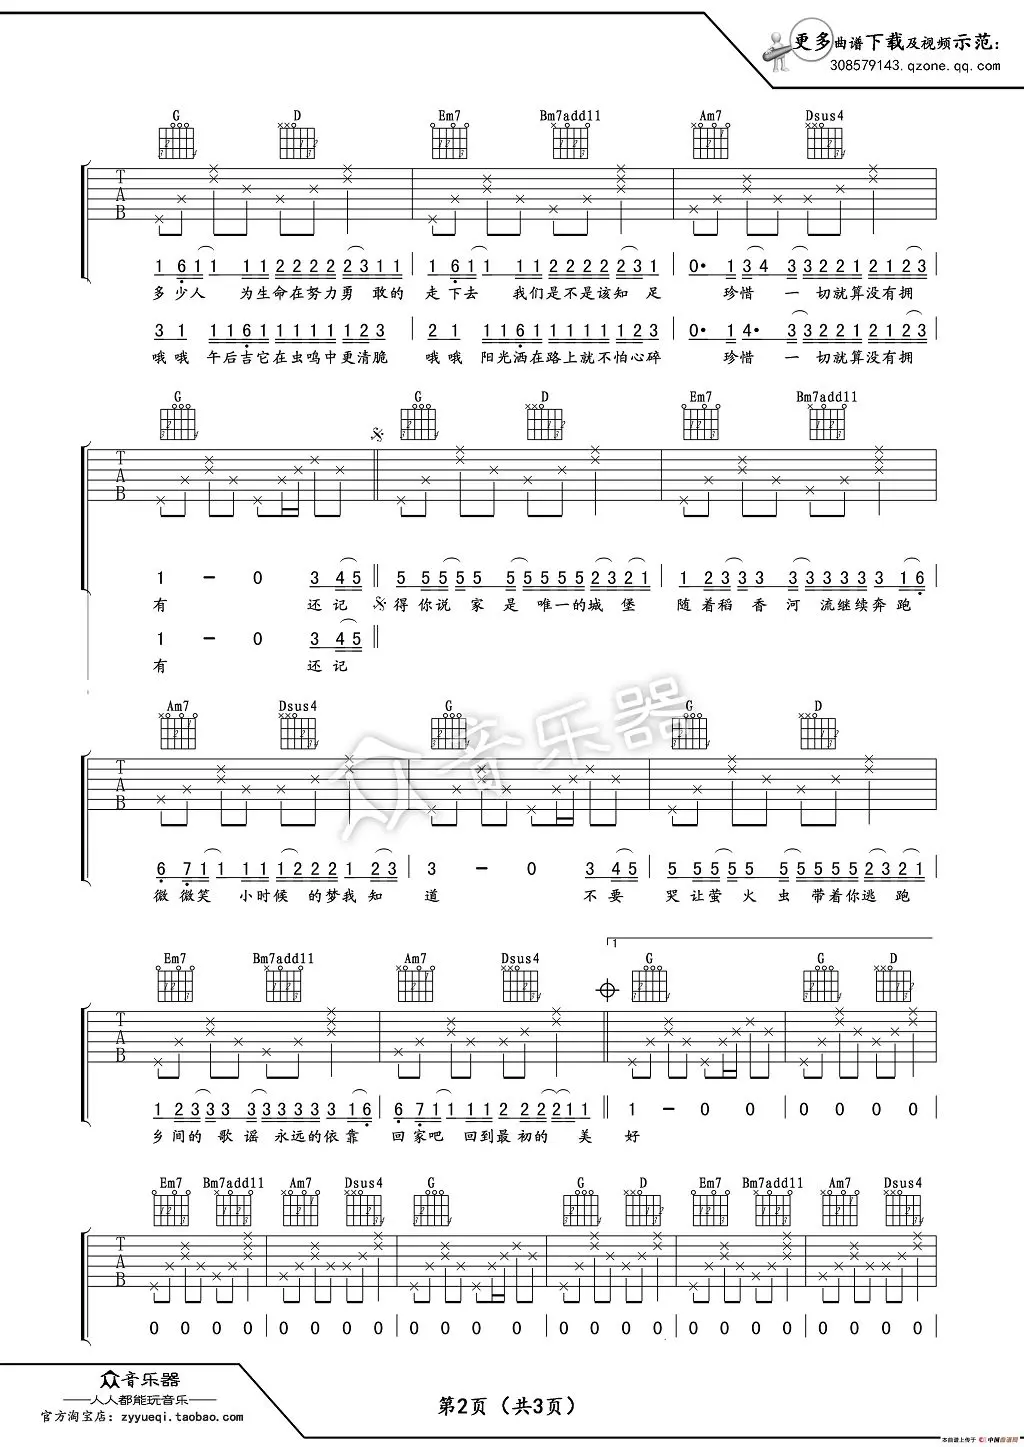 更多曲谱下载及视频示范：
308579143.qzone.qq.com
G D Em7 Bm7add11 Am7 Dsus4
T
A
B
1 6 1 1 1 1 2 2 2 2 2 3 1 1 | 1 6 1 1 1 1 2 2 2 2 2 3 1 | 0· 1 3 4 3 3 2 2 1 2 1 2 3
多少人 为生命在努力勇敢的 走下去 我们是不是该知足 珍惜一切就算没有拥
3 1 1 1 6 1 1 1 1 1 1 2 3 | 2 1 1 1 6 1 1 1 1 1 1 2 3 | 0· 1 4· 3 3 2 2 1 2 1 2 3
哦哦 午后吉它在虫鸣中更清脆 哦哦 阳光洒在路上就不怕心碎 珍惜一切就算没有拥
G G D Em7 Bm7add11
T
A
B
1 - 0 3 4 5 || 5 5 5 5 5 5 5 5 5 5 5 2 3 2 1 | 1 2 3 3 3 3 3 3 3 3 3 1 6
有 还记 得你说家是唯一的城堡 随着稻香河流继续奔跑
1 - 0 3 4 5
有 还记
众音乐器
Am7 Dsus4 G G D
T
A
B
6 7 1 1 1 1 1 2 2 2 1 2 3 | 3 - 0 3 4 5 | 5 5 5 5 5 5 5 5 5 5 5 2 3 2 1
微微笑 小时候的梦我知道 不要哭让萤火虫带着你逃跑
1
Em7 Bm7add11 Am7 Dsus4 G G D
T
A
B
1 2 3 3 3 3 3 3 3 3 3 1 6 | 6 7 1 1 1 1 2 2 2 1 1 || 1 - 0 0 | 0 0 0 0
乡间的歌谣永远的依靠 回家吧 回到最初的美好
Em7 Bm7add11 Am7 Dsus4 G G D Em7 Bm7add11 Am7 Dsus4
T
A
B
0 0 0 0 | 0 0 0 0 | 0 0 0 0 | 0 0 0 0 | 0 0 0 0 | 0 0 0 0
众音乐器
人人都能玩音乐
官方淘宝店：zyyueqi.taobao.com
第2页（共3页）
本曲谱上传于 中国曲谱网